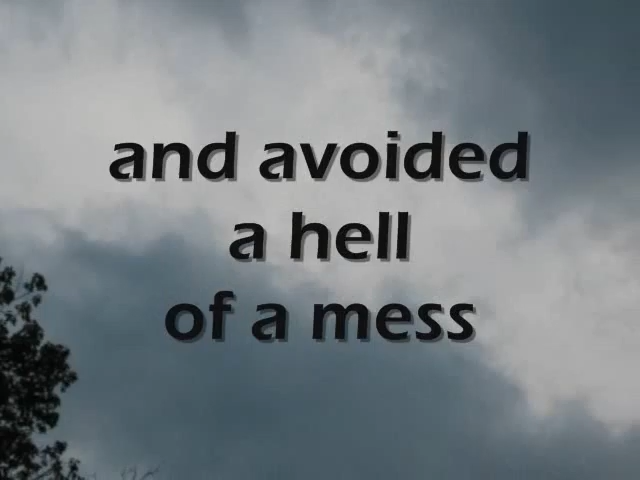 and avoided
a hell
of a mess